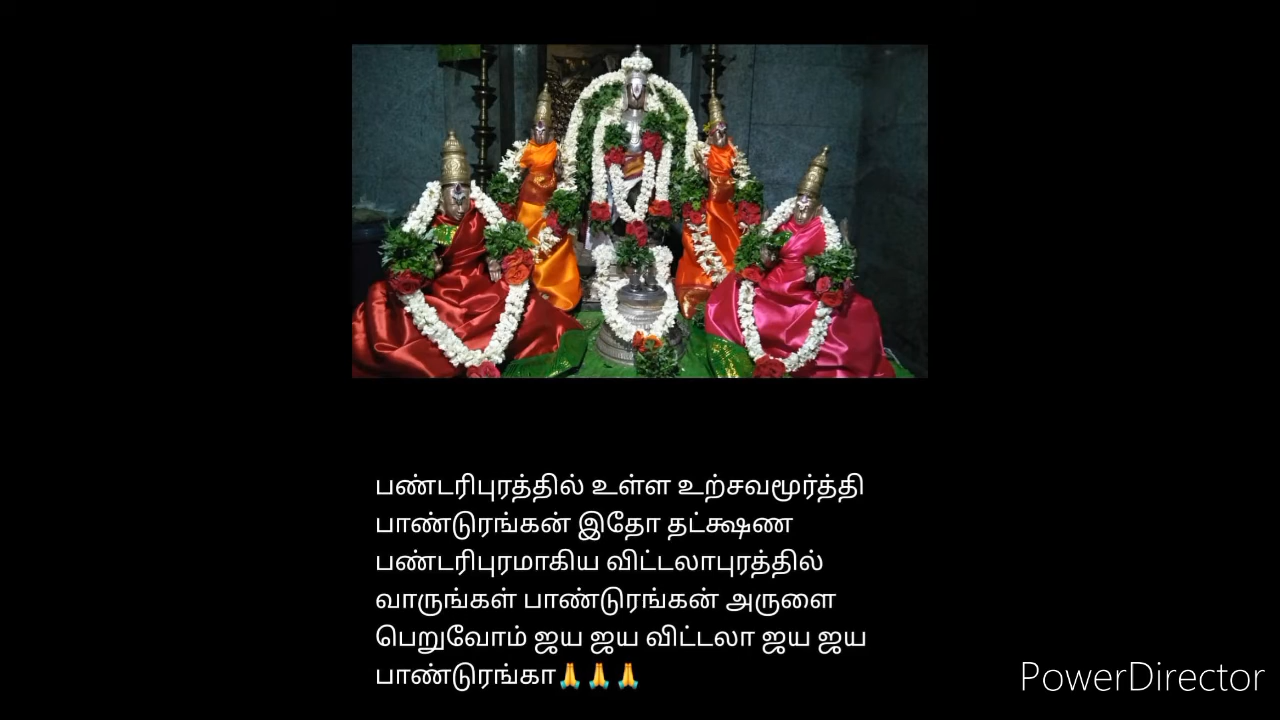 பண்டரிபுரத்தில் உள்ள உற்சவமூர்த்தி
பாண்டுரங்கன் இதோ தட்க்ஷண
பண்டரிபுரமாகிய விட்டலாபுரத்தில்
வாருங்கள் பாண்டுரங்கன் அருளை
பெறுவோம் ஜய ஜய விட்டலா ஜய ஜய
பாண்டுரங்கா🙏🙏🙏
PowerDirector